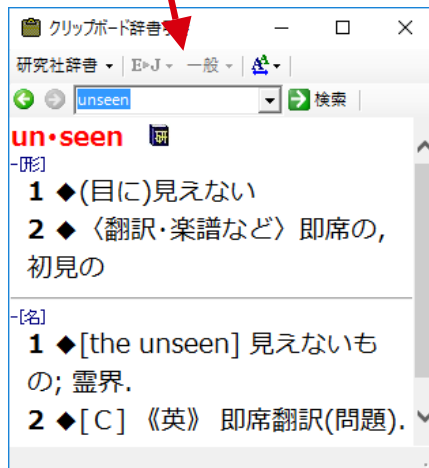 クリップボード辞書
研究社辞書 E▸J 一般 A
unseen 検索
un•seen 研
-[形]
1 ◆(目に)見えない
2 ◆〈翻訳・楽譜など〉即席の,
初見の
-[名]
1 ◆[the unseen] 見えないも
の; 霊界.
2 ◆[C] 《英》 即席翻訳(問題).